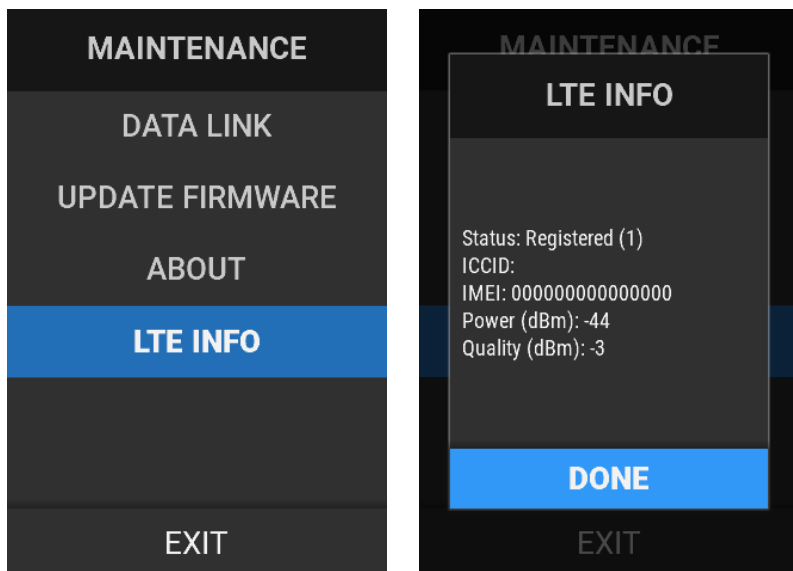 MAINTENANCE
DATA LINK
UPDATE FIRMWARE
ABOUT
LTE INFO
EXIT
MAINTENANCE
LTE INFO
Status: Registered (1)
ICCID:
IMEI: 000000000000000
Power (dBm): -44
Quality (dBm): -3
DONE
EXIT